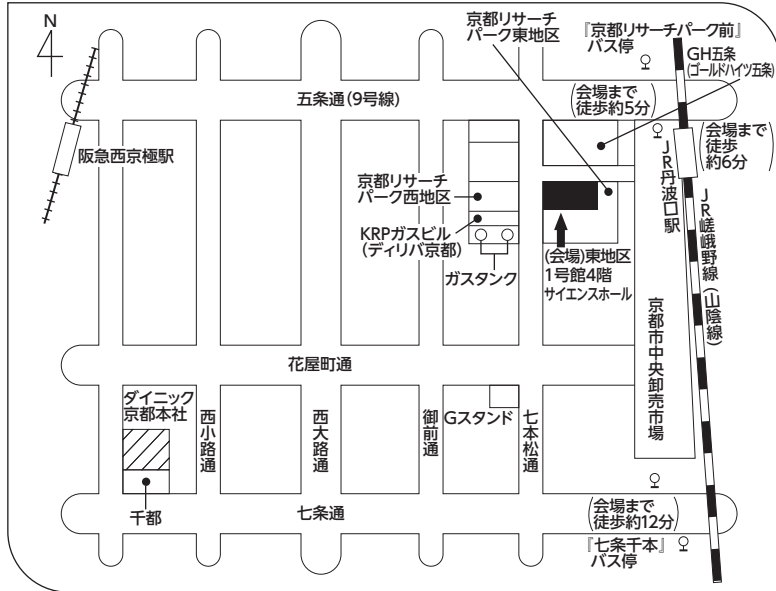 N
京都リサーチ
パーク東地区
『京都リサーチパーク前』
バス停
GH五条
(ゴールドハイツ五条)
五条通(9号線)
(会場まで
徒歩約5分)
(会場まで
徒歩
約6分)
阪急西京極駅
JR丹波口駅
JR嵯峨野線(山陰線)
京都リサーチ
パーク西地区
KRPガスビル
(ディリパ京都)
ガスタンク
(会場)東地区
1号館4階
サイエンスホール
京都市中央卸売市場
花屋町通
ダイニック
京都本社
西小路通
西大路通
御前通
Gスタンド
七本松通
千都
七条通
(会場まで
徒歩約12分)
『七条千本』
バス停